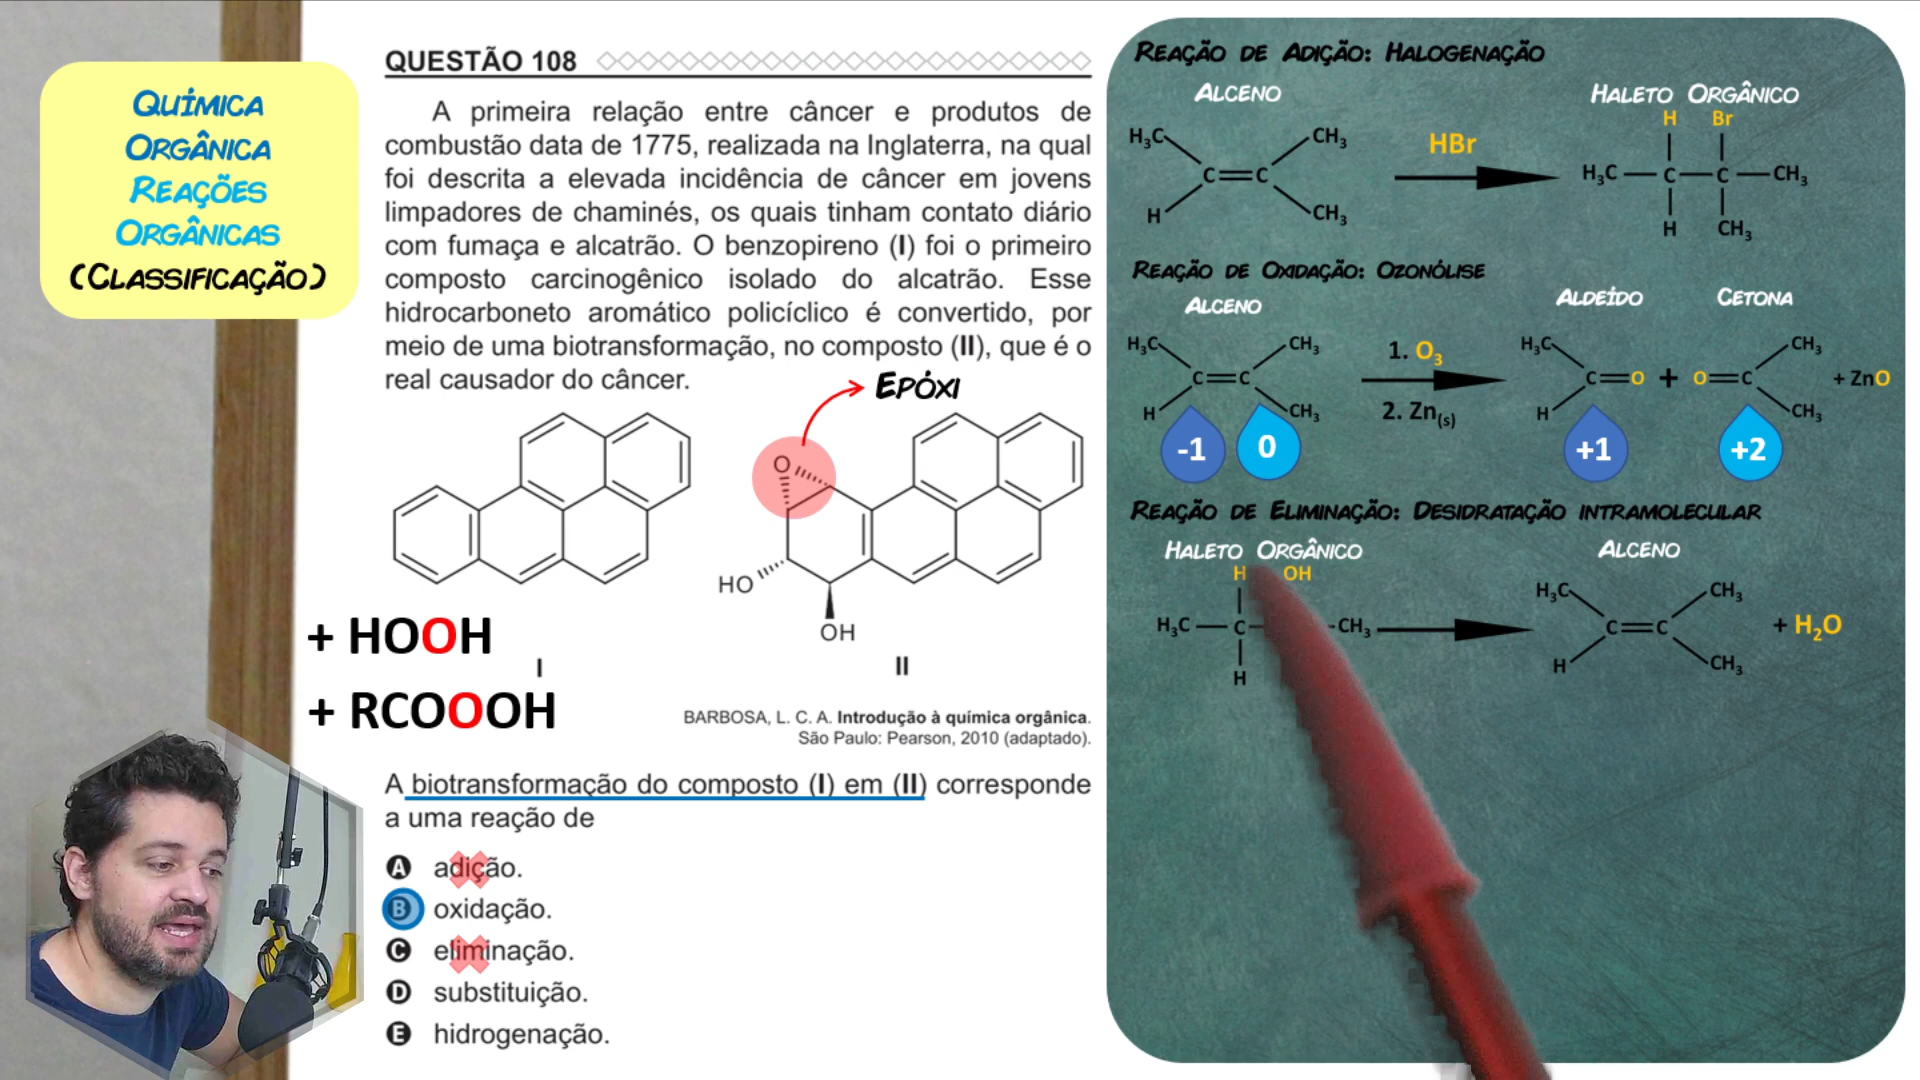 QUÍMICA
ORGÂNICA
REAÇÕES
ORGÂNICAS
(CLASSIFICAÇÃO)
QUESTÃO 108
A primeira relação entre câncer e produtos de
combustão data de 1775, realizada na Inglaterra, na qual
foi descrita a elevada incidência de câncer em jovens
limpadores de chaminés, os quais tinham contato diário
com fumaça e alcatrão. O benzopireno (I) foi o primeiro
composto carcinogênico isolado do alcatrão. Esse
hidrocarboneto aromático policíclico é convertido, por
meio de uma biotransformação, no composto (II), que é o
real causador do câncer.
EPÓXI
O
HO
OH
+ HOOH
I
II
+ RCOOOH
BARBOSA, L. C. A. Introdução à química orgânica.
São Paulo: Pearson, 2010 (adaptado).
A biotransformação do composto (I) em (II) corresponde
a uma reação de
A adição.
B oxidação.
C eliminação.
D substituição.
E hidrogenação.
REAÇÃO DE ADIÇÃO: HALOGENAÇÃO
ALCENO
HALETO ORGÂNICO
H Br
H₃C CH₃
HBr
C C
H₃C C C CH₃
H CH₃
H CH₃
REAÇÃO DE OXIDAÇÃO: OZONÓLISE
ALCENO
ALDEÍDO CETONA
H₃C CH₃
1. O₃
H₃C CH₃
C C
C O + O C + ZnO
H CH₃
2. Zn(s)
H CH₃
-1 0 +1 +2
REAÇÃO DE ELIMINAÇÃO: DESIDRATAÇÃO INTRAMOLECULAR
HALETO ORGÂNICO
ALCENO
H OH
H₃C CH₃
H₃C C CH₃
C C
+ H₂O
H
H CH₃